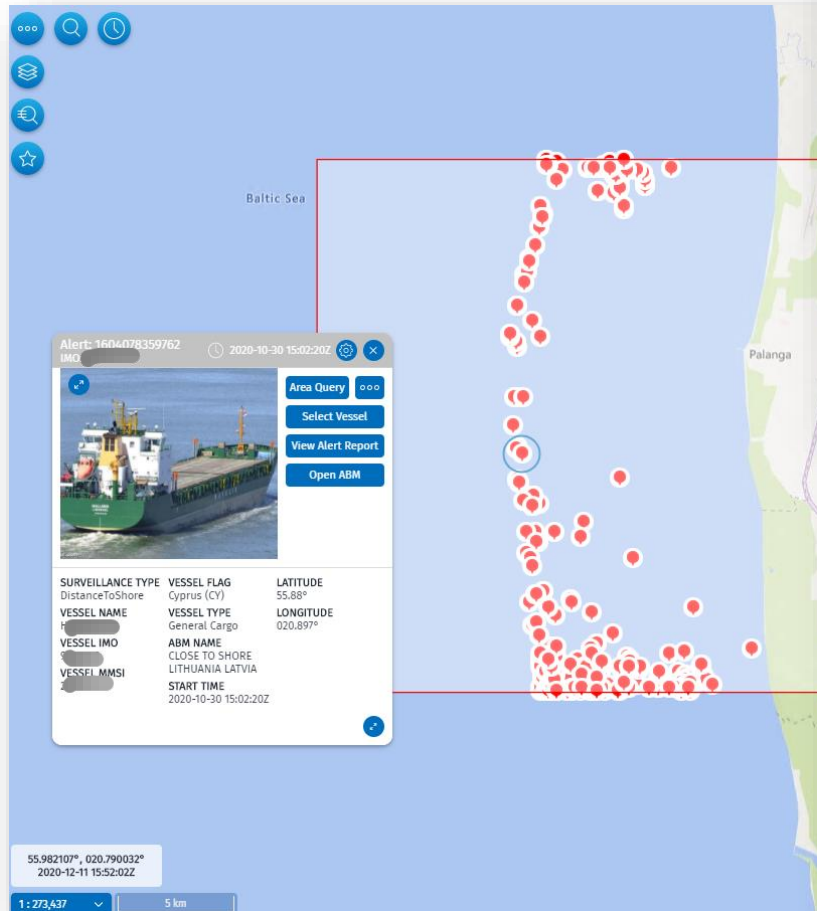 Baltic Sea
Palanga
Alert: 1604078359762
IMO
2020-10-30 15:02:20Z
Area Query
Select Vessel
View Alert Report
Open ABM
SURVEILLANCE TYPE
DistanceToShore
VESSEL FLAG
Cyprus (CY)
LATITUDE
55.88°
VESSEL NAME
VESSEL TYPE
General Cargo
LONGITUDE
020,897°
VESSEL IMO
ABM NAME
CLOSE TO SHORE
LITHUANIA LATVIA
VESSEL MMSI
START TIME
2020-10-30 15:02:20Z
55.982107°, 020.790032°
2020-12-11 15:52:02Z
1 : 273,437
5 km